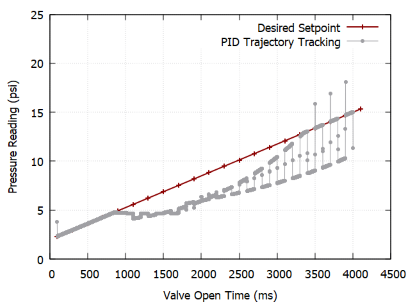 Desired Setpoint
PID Trajectory Tracking
Pressure Reading (psi)
25
20
15
10
5
0
0 500 1000 1500 2000 2500 3000 3500 4000 4500
Valve Open Time (ms)